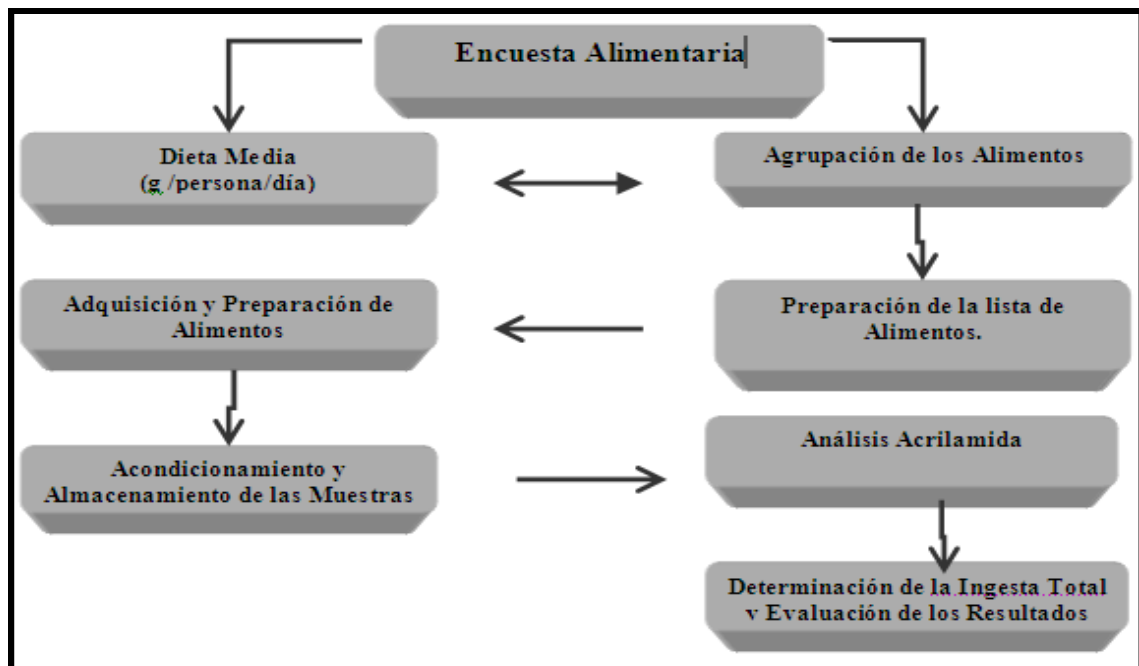 Encuesta Alimentaria
Dieta Media
(g /persona/día)
Agrupación de los Alimentos
Adquisición y Preparación de
Alimentos
Preparación de la lista de
Alimentos.
Acondicionamiento y
Almacenamiento de las Muestras
Análisis Acrilamida
Determinación de la Ingesta Total
y Evaluación de los Resultados